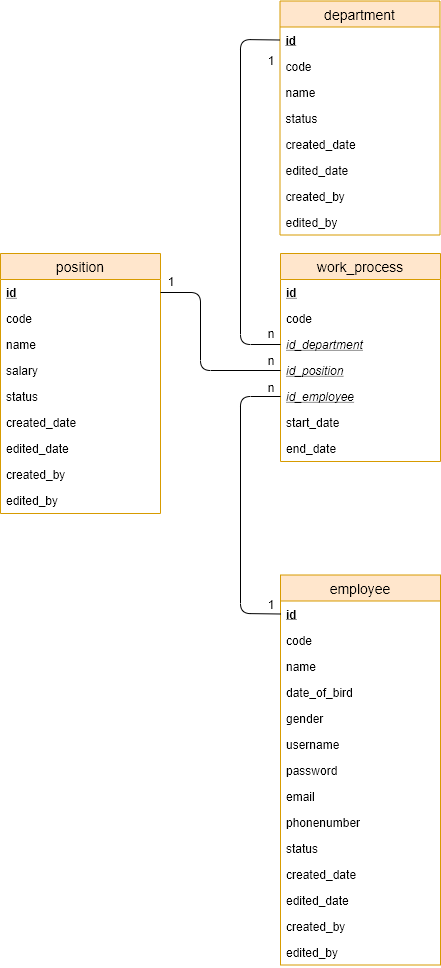 department
id
1
code
name
status
created_date
edited_date
created_by
edited_by
position
1
id
code
name
salary
status
created_date
edited_date
created_by
edited_by
work_process
id
code
n
id_department
n
id_position
n
id_employee
start_date
end_date
employee
1
id
code
name
date_of_bird
gender
username
password
email
phonenumber
status
created_date
edited_date
created_by
edited_by